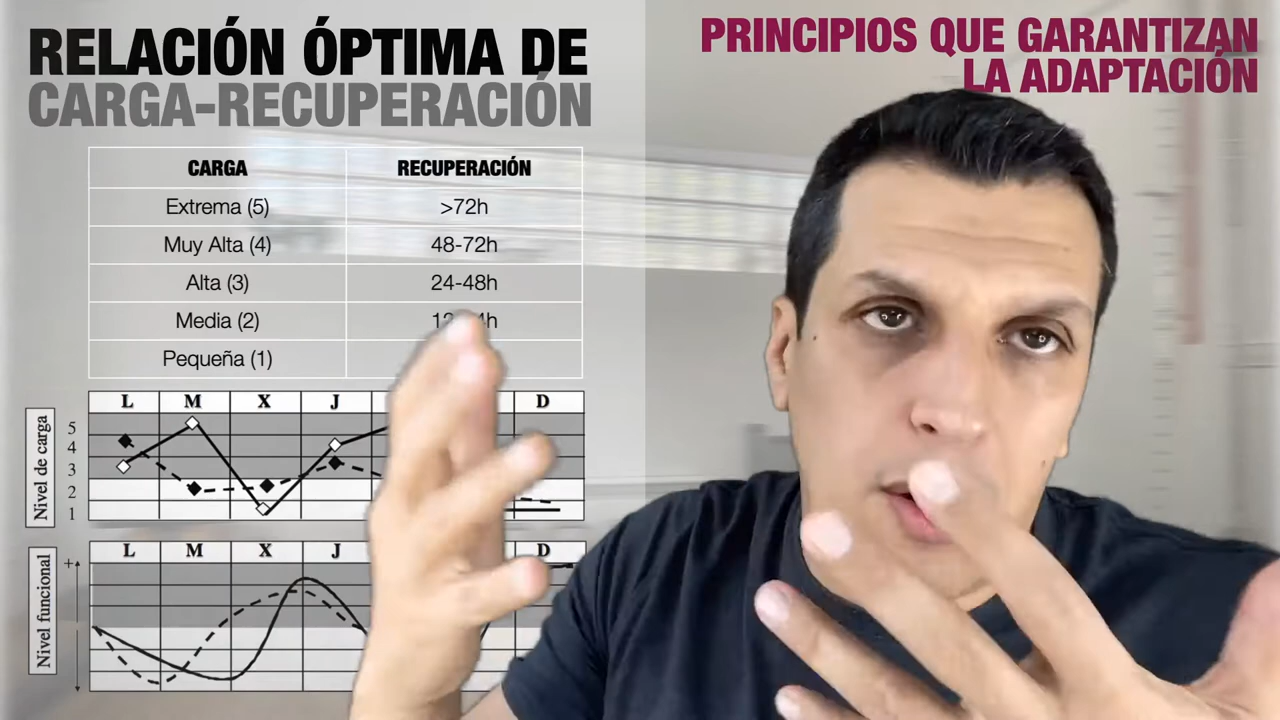 RELACIÓN ÓPTIMA DE
CARGA-RECUPERACIÓN
PRINCIPIOS QUE GARANTIZAN
LA ADAPTACIÓN
CARGA RECUPERACIÓN
Extrema (5) >72h
Muy Alta (4) 48-72h
Alta (3) 24-48h
Media (2)
Pequeña (1)
L M X J D
Nivel de carga
5
4
3
2
1
L M X J D
+
Nivel funcional